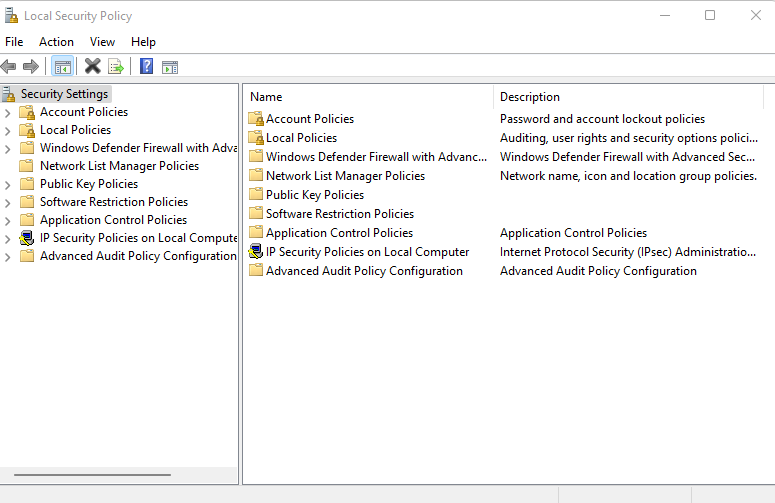 Local Security Policy
File Action View Help
Security Settings
Account Policies
Local Policies
Windows Defender Firewall with Adva
Network List Manager Policies
Public Key Policies
Software Restriction Policies
Application Control Policies
IP Security Policies on Local Compute
Advanced Audit Policy Configuration
Name Description
Account Policies Password and account lockout policies
Local Policies Auditing, user rights and security options polici...
Windows Defender Firewall with Advanc... Windows Defender Firewall with Advanced Sec...
Network List Manager Policies Network name, icon and location group policies.
Public Key Policies
Software Restriction Policies
Application Control Policies Application Control Policies
IP Security Policies on Local Computer Internet Protocol Security (IPsec) Administratio...
Advanced Audit Policy Configuration Advanced Audit Policy Configuration